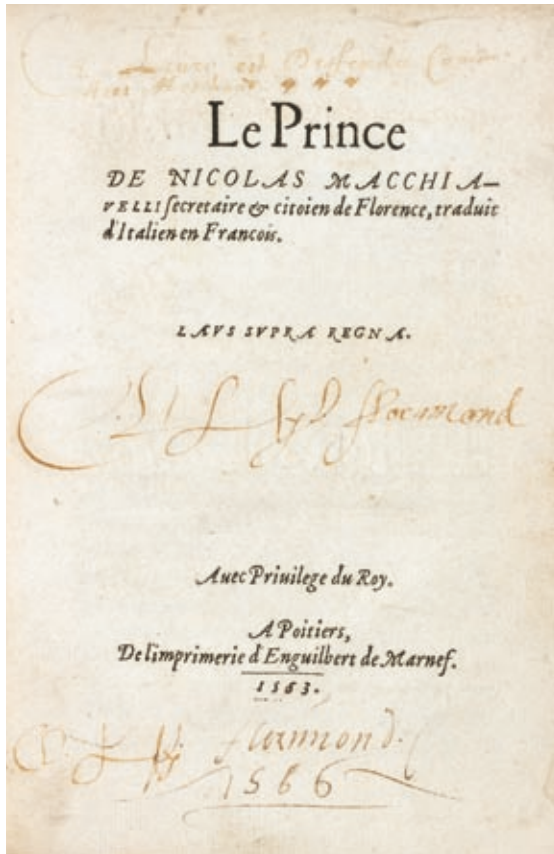 Le Prince
DE NICOLAS MACCHIA-
VELLI ſecretaire & citoien de Florence, traduit
d'Italien en Francois.
LAVS SVPRA REGNA.
Auec Priuilege du Roy.
A Poitiers,
De l'imprimerie d'Enguilbert de Marnef.
1563.
1566